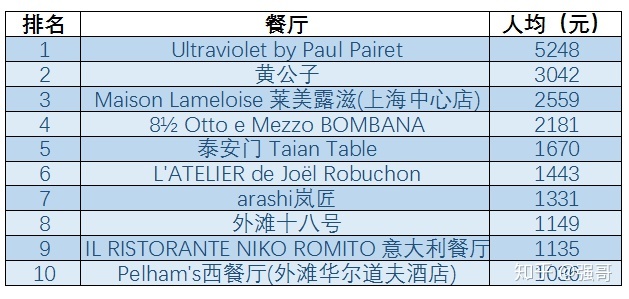 排名 餐厅 人均（元）
1 Ultraviolet by Paul Pairet 5248
2 黄公子 3042
3 Maison Lameloise 莱美露滋(上海中心店) 2559
4 8½ Otto e Mezzo BOMBANA 2181
5 泰安门 Taian Table 1670
6 L'ATELIER de Joël Robuchon 1443
7 arashi岚匠 1331
8 外滩十八号 1149
9 IL RISTORANTE NIKO ROMITO 意大利餐厅 1135
10 Pelham's西餐厅(外滩华尔道夫酒店) 1036
知乎 @强哥